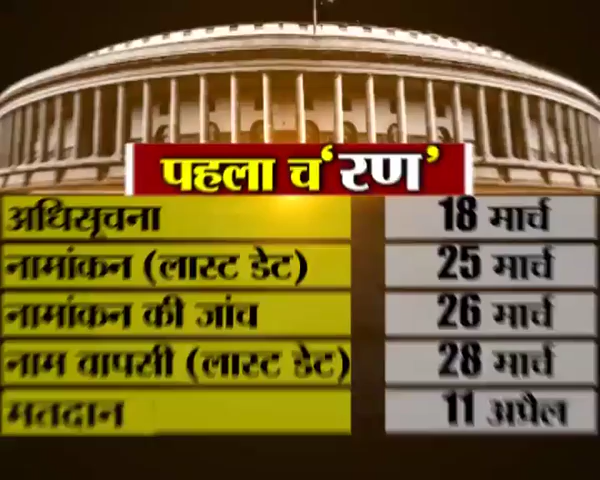 पहला च‘रण’
अधिसूचना 18 मार्च
नामांकन (लास्ट डेट) 25 मार्च
नामांकन की जांच 26 मार्च
नाम वापसी (लास्ट डेट) 28 मार्च
मतदान 11 अप्रैल